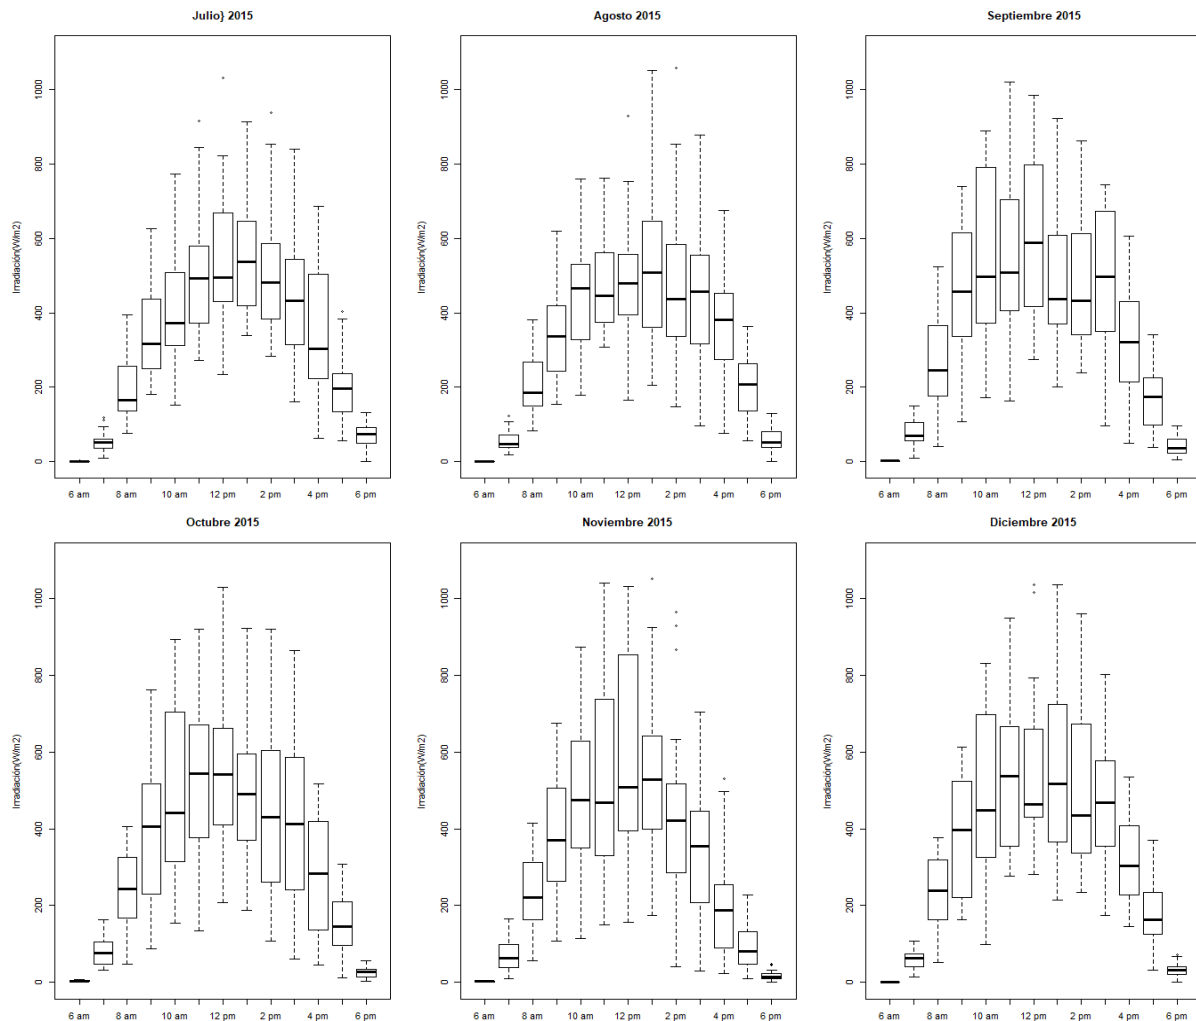 Julio} 2015
Agosto 2015
Septiembre 2015
Irradiación(W/m2)
0
200
400
600
800
1000
6 am
8 am
10 am
12 pm
2 pm
4 pm
6 pm
Irradiación(W/m2)
0
200
400
600
800
1000
6 am
8 am
10 am
12 pm
2 pm
4 pm
6 pm
Irradiación(W/m2)
0
200
400
600
800
1000
6 am
8 am
10 am
12 pm
2 pm
4 pm
6 pm
Octubre 2015
Noviembre 2015
Diciembre 2015
Irradiación(W/m2)
0
200
400
600
800
1000
6 am
8 am
10 am
12 pm
2 pm
4 pm
6 pm
Irradiación(W/m2)
0
200
400
600
800
1000
6 am
8 am
10 am
12 pm
2 pm
4 pm
6 pm
Irradiación(W/m2)
0
200
400
600
800
1000
6 am
8 am
10 am
12 pm
2 pm
4 pm
6 pm